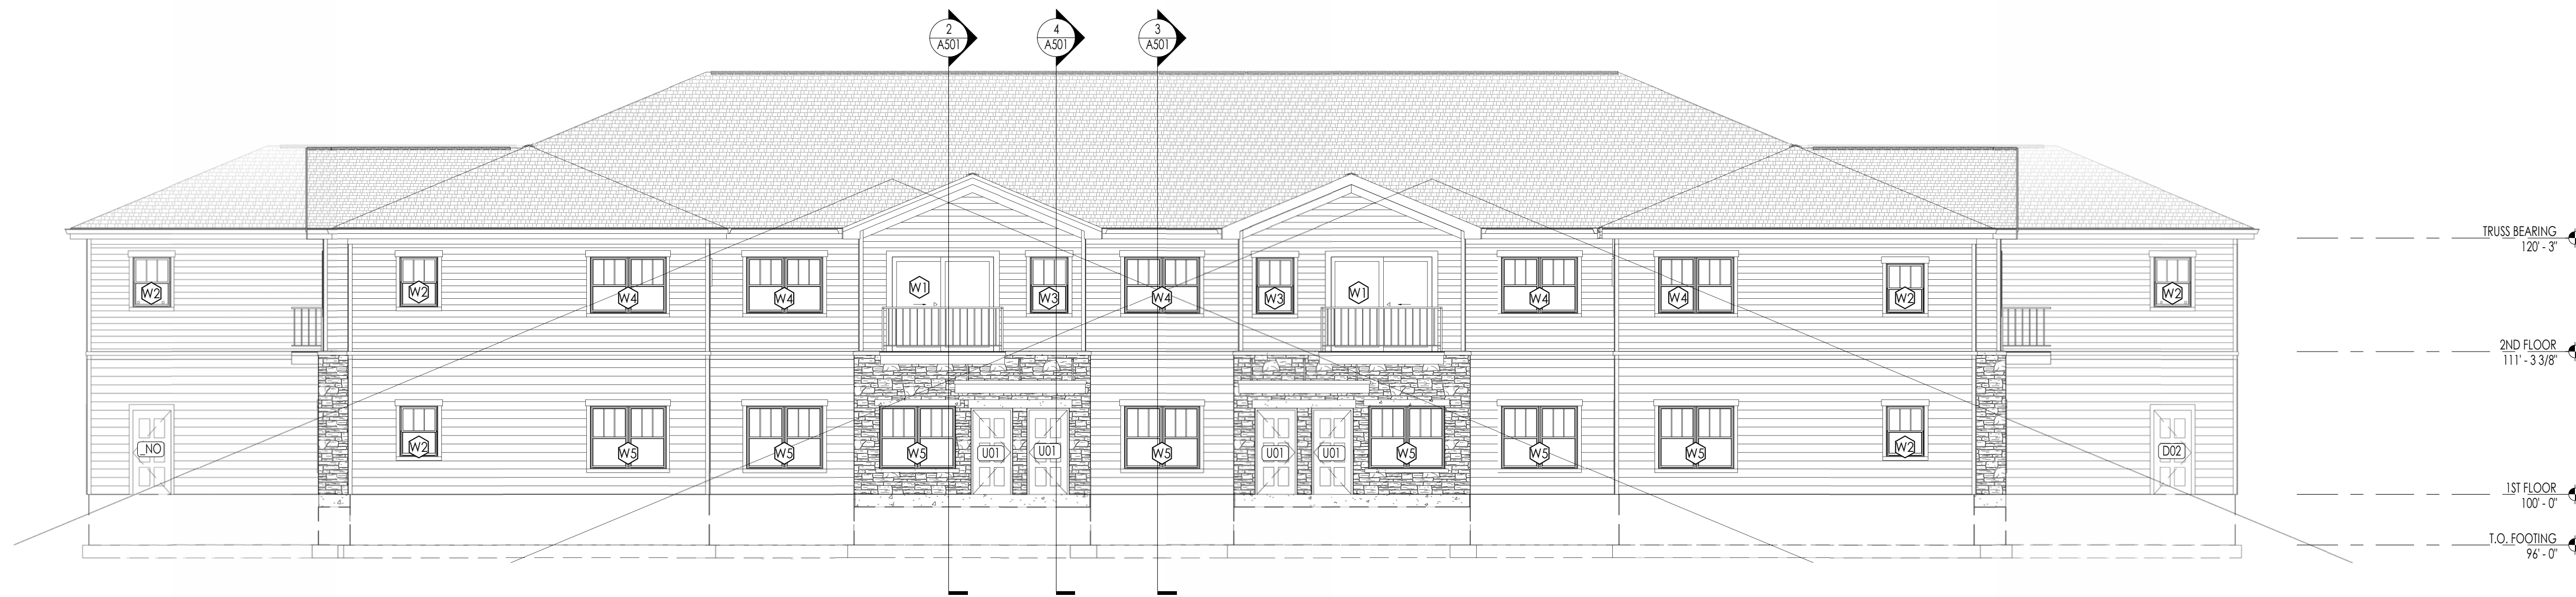 2
A501
4
A501
3
A501
TRUSS BEARING
120' - 3"
W2
W2
W4
W4
W1
W3
W4
W3
W1
W4
W4
W2
W2
2ND FLOOR
111' - 3 3/8"
_NO
W2
W5
W5
W5
U01
U01
W5
U01
U01
W5
W5
W5
W2
D02
1ST FLOOR
100' - 0"
T.O. FOOTING
96' - 0"